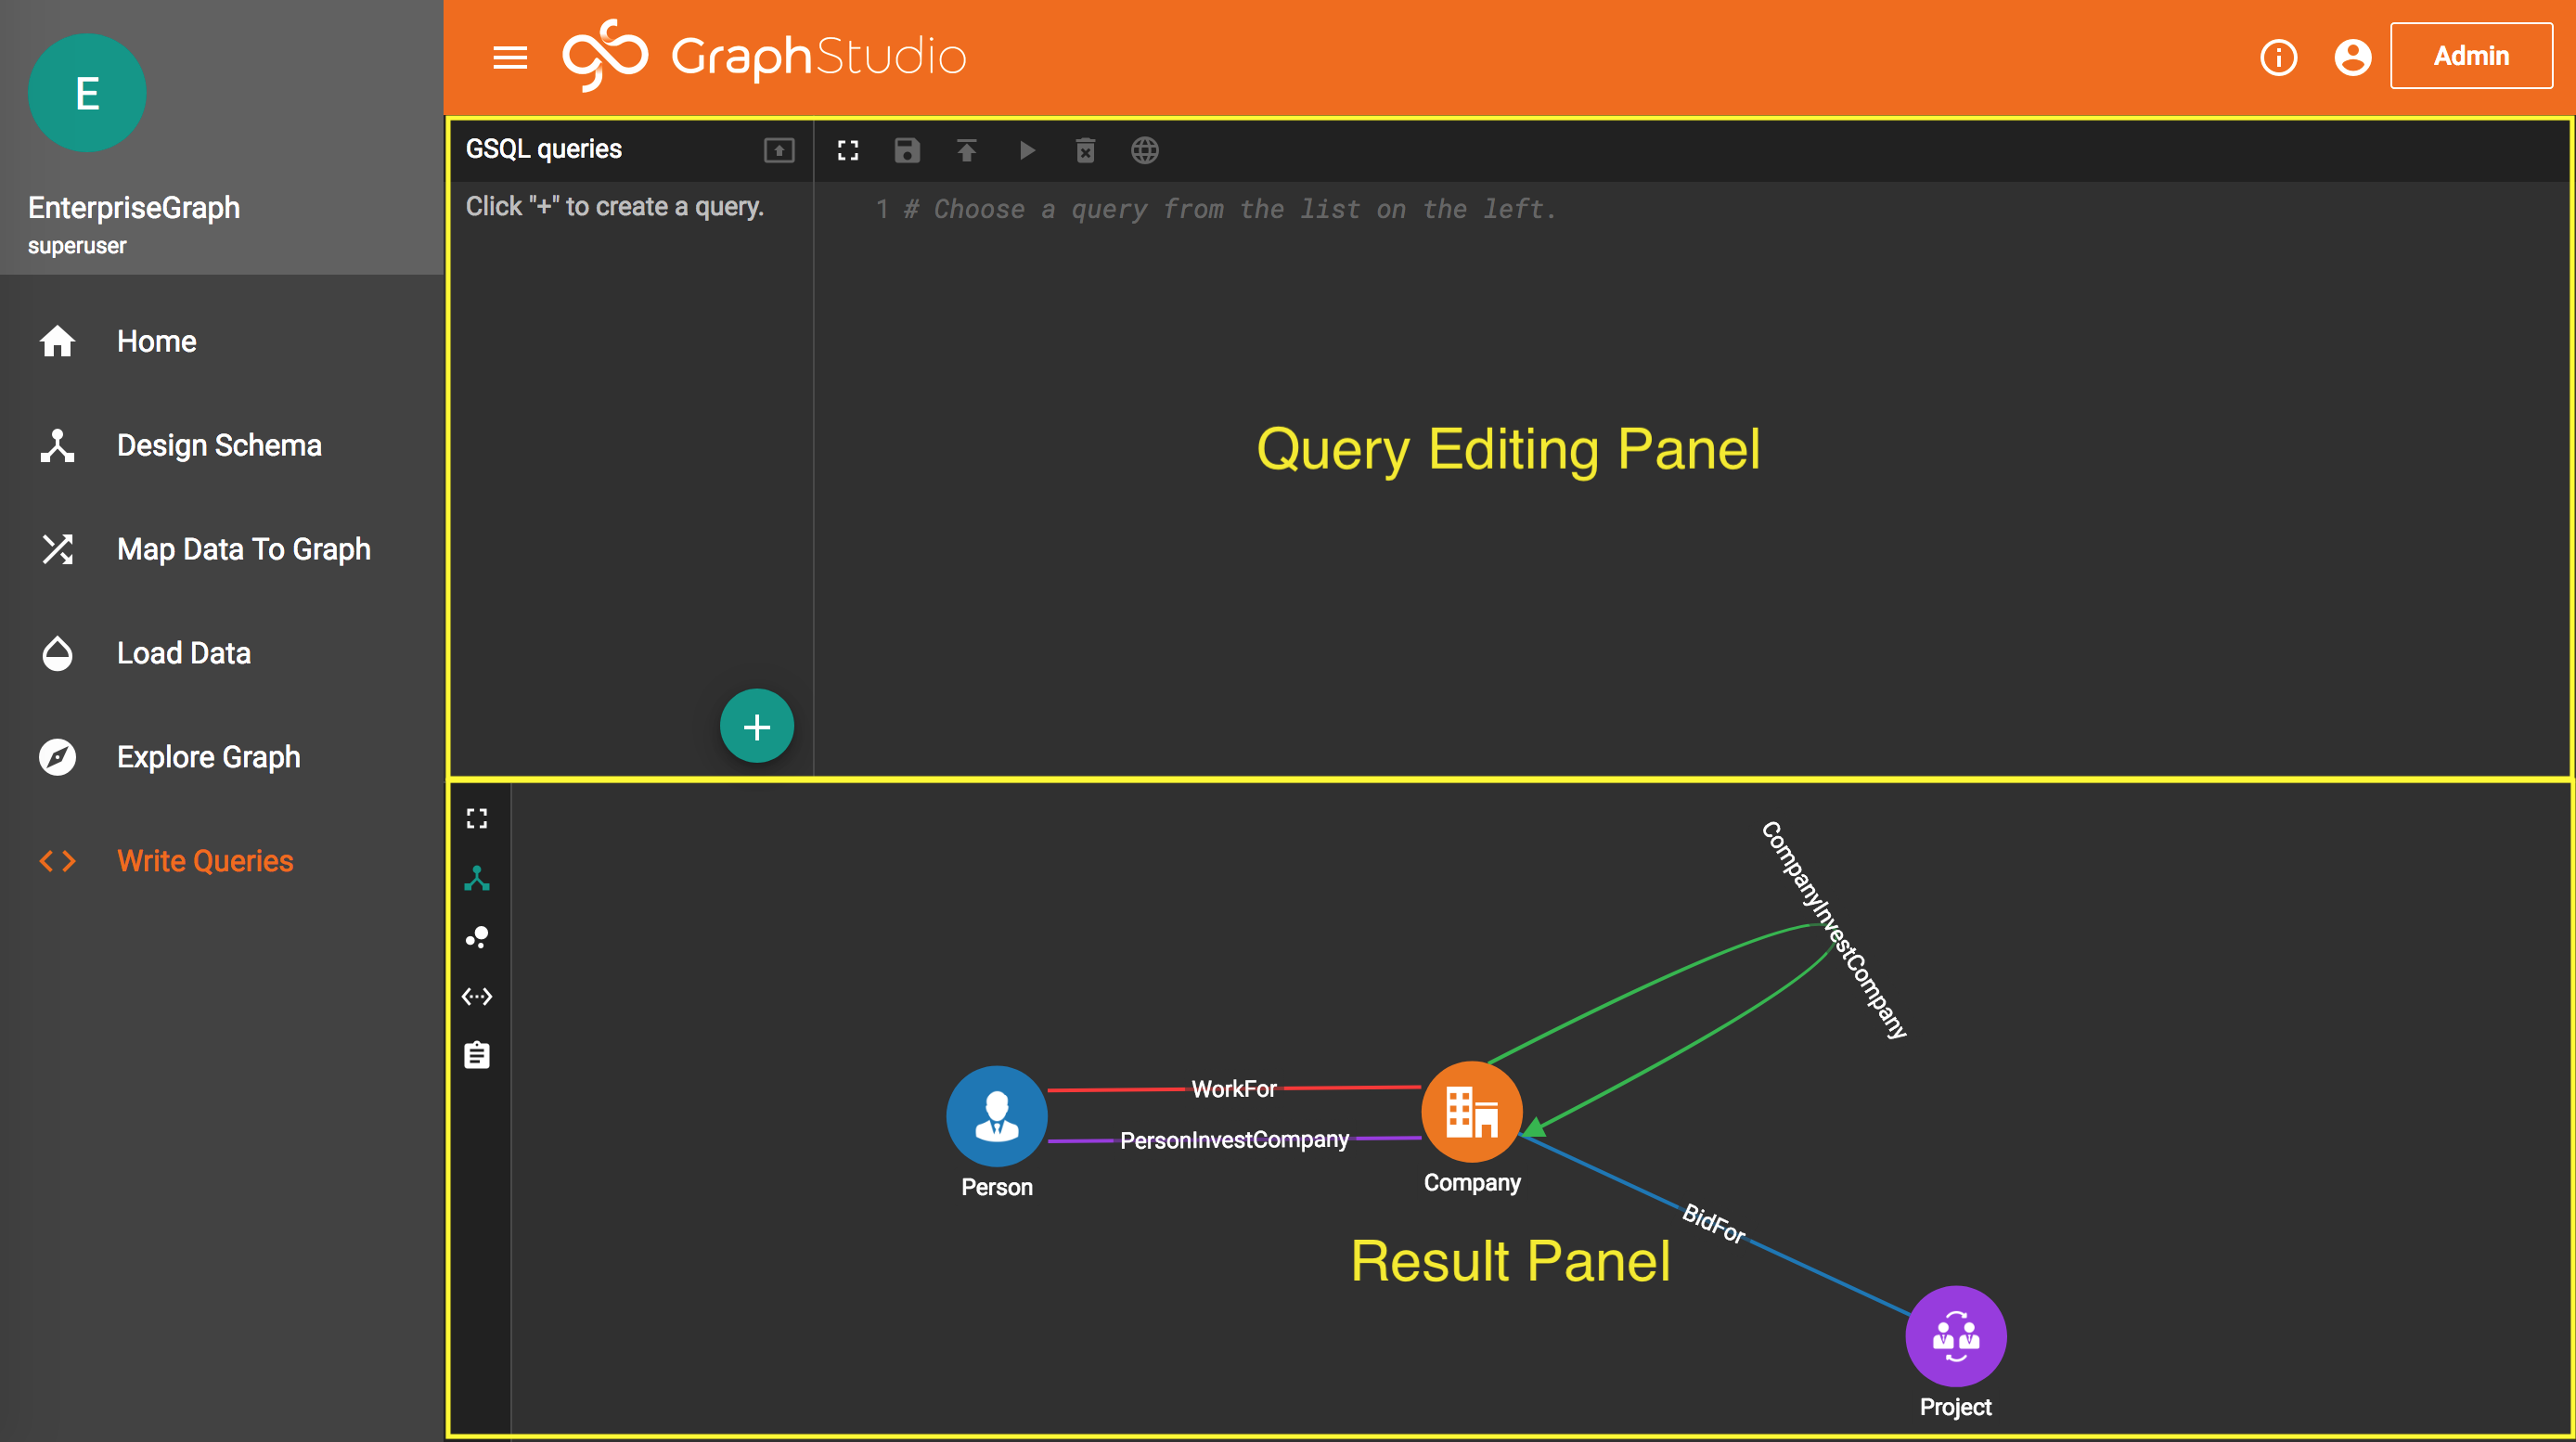 E
EnterpriseGraph
superuser
Home
Design Schema
Map Data To Graph
Load Data
Explore Graph
Write Queries
GraphStudio
Admin
GSQL queries
Click "+" to create a query.
1 # Choose a query from the list on the left.
Query Editing Panel
CompanyInvestCompany
WorkFor
PersonInvestCompany
Person
Company
BidFor
Result Panel
Project